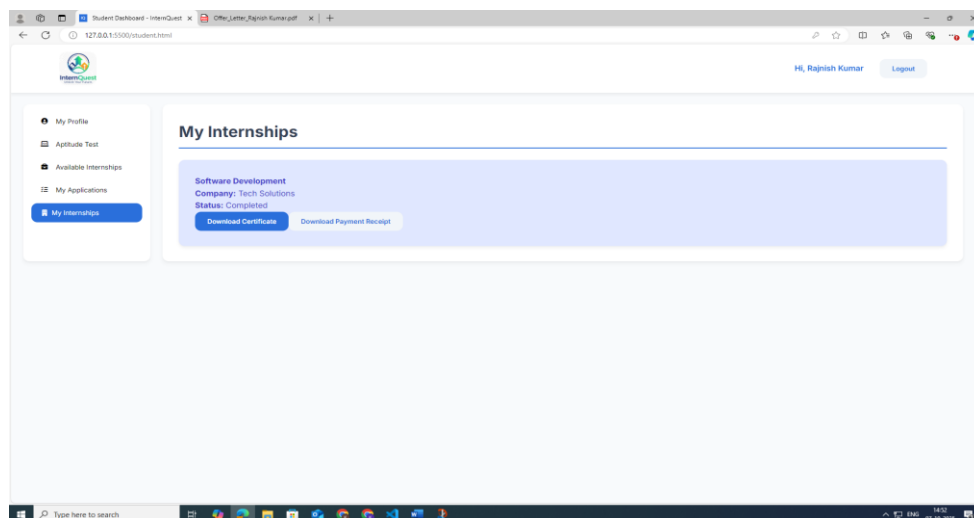 Student Dashboard - InternQuest
Offer_Letter_Rajnish Kumar.pdf
127.0.0.1:5500/student.html
InternQuest
Hi, Rajnish Kumar
Logout
My Profile
Aptitude Test
Available Internships
My Applications
My Internships
My Internships
Software Development
Company: Tech Solutions
Status: Completed
Download Certificate
Download Payment Receipt
Type here to search
ENG
14:52